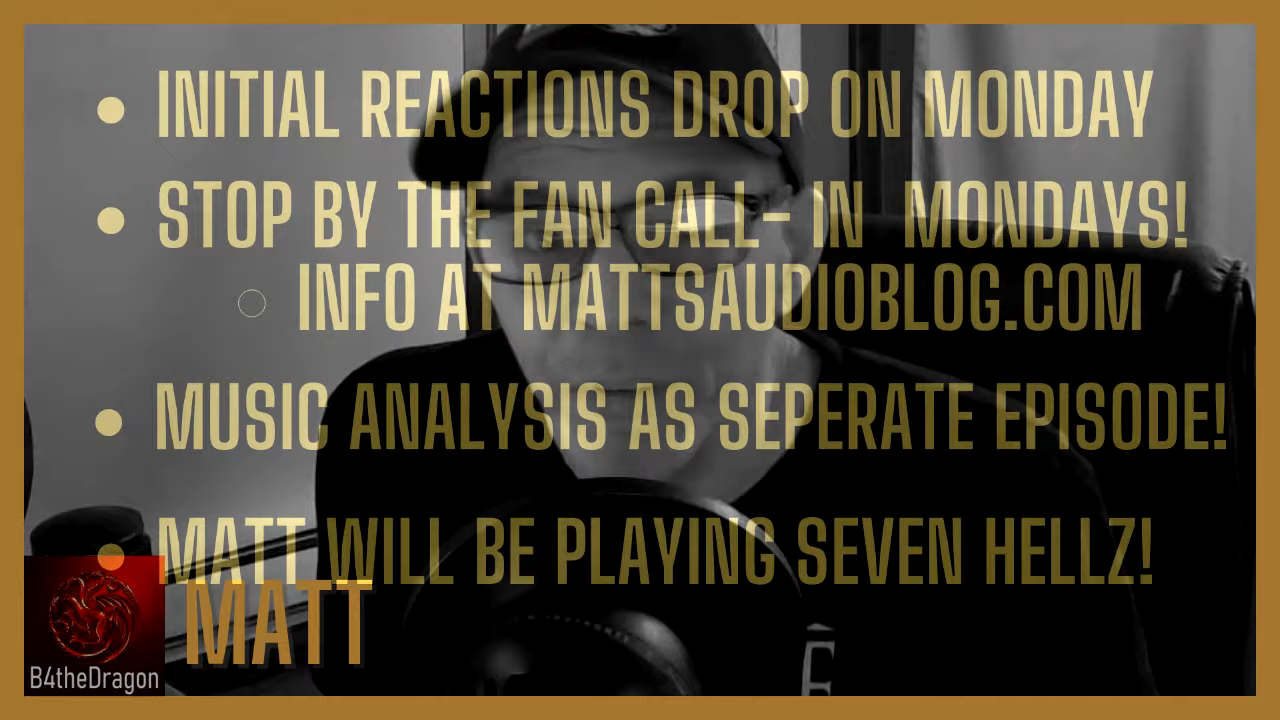 INITIAL REACTIONS DROP ON MONDAY
STOP BY THE FAN CALL- IN MONDAYS!
INFO AT MATTSAUDIOBLOG.COM
MUSIC ANALYSIS AS SEPERATE EPISODE!
MATT WILL BE PLAYING SEVEN HELLZ!
MATT
B4theDragon